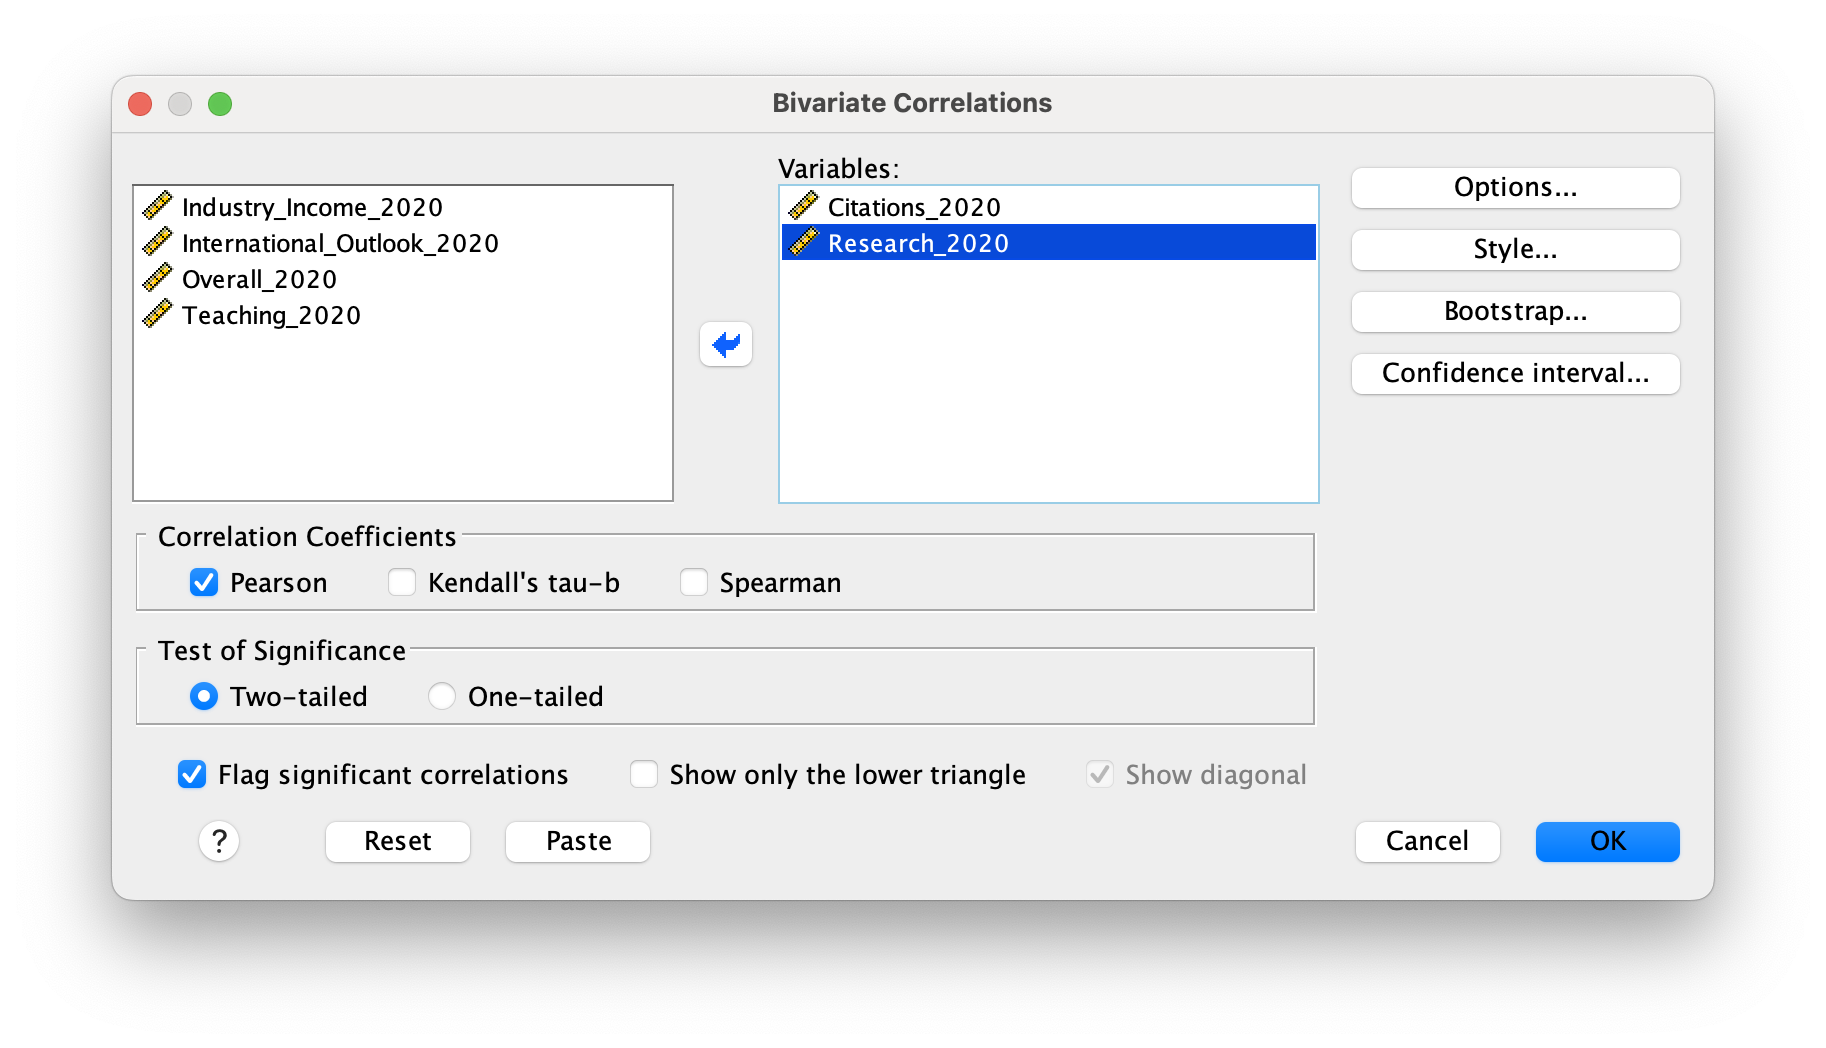 Bivariate Correlations
Variables:
Industry_Income_2020
International_Outlook_2020
Overall_2020
Teaching_2020
Citations_2020
Research_2020
Options...
Style...
Bootstrap...
Confidence interval...
Correlation Coefficients
Pearson Kendall's tau-b Spearman
Test of Significance
Two-tailed One-tailed
Flag significant correlations Show only the lower triangle Show diagonal
? Reset Paste Cancel OK